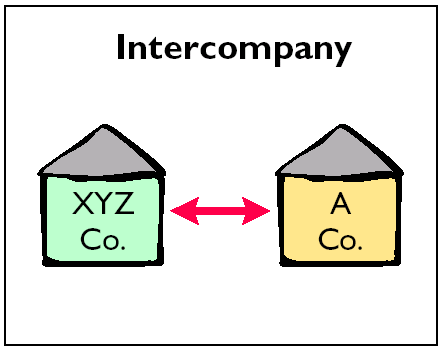 Intercompany
XYZ
Co.
A
Co.